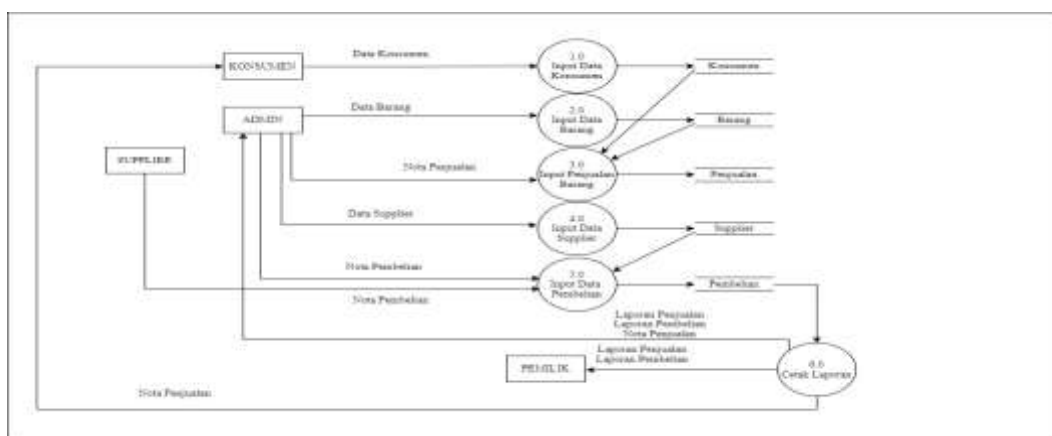 Data Konsumen
KONSUMEN
1.0
Input Data
Konsumen
Konsumen
Data Barang
ADMIN
2.0
Input Data
Barang
Barang
SUPPLIER
Nota Penjualan
3.0
Input Penjualan
Barang
Penjualan
Data Supplier
4.0
Input Data
Supplier
Supplier
Nota Pembelian
5.0
Input Data
Pembelian
Pembelian
Nota Pembelian
Laporan Penjualan
Laporan Pembelian
Nota Penjualan
Laporan Penjualan
Laporan Pembelian
PEMILIK
6.0
Cetak Laporan
Nota Penjualan